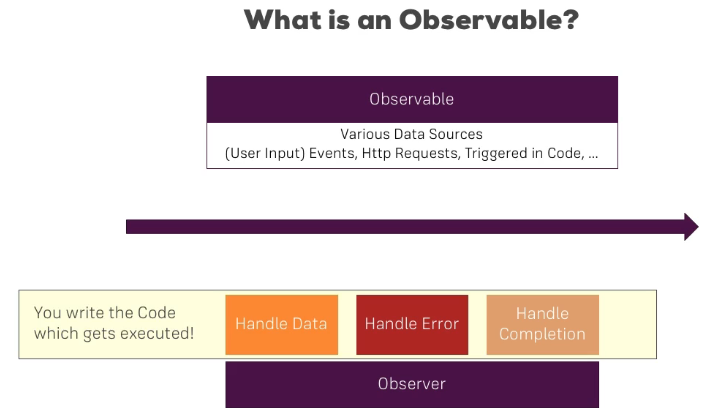 What is an Observable?
Observable
Various Data Sources
(User Input) Events, Http Requests, Triggered in Code, ...
You write the Code
which gets executed!
Handle Data
Handle Error
Handle
Completion
Observer